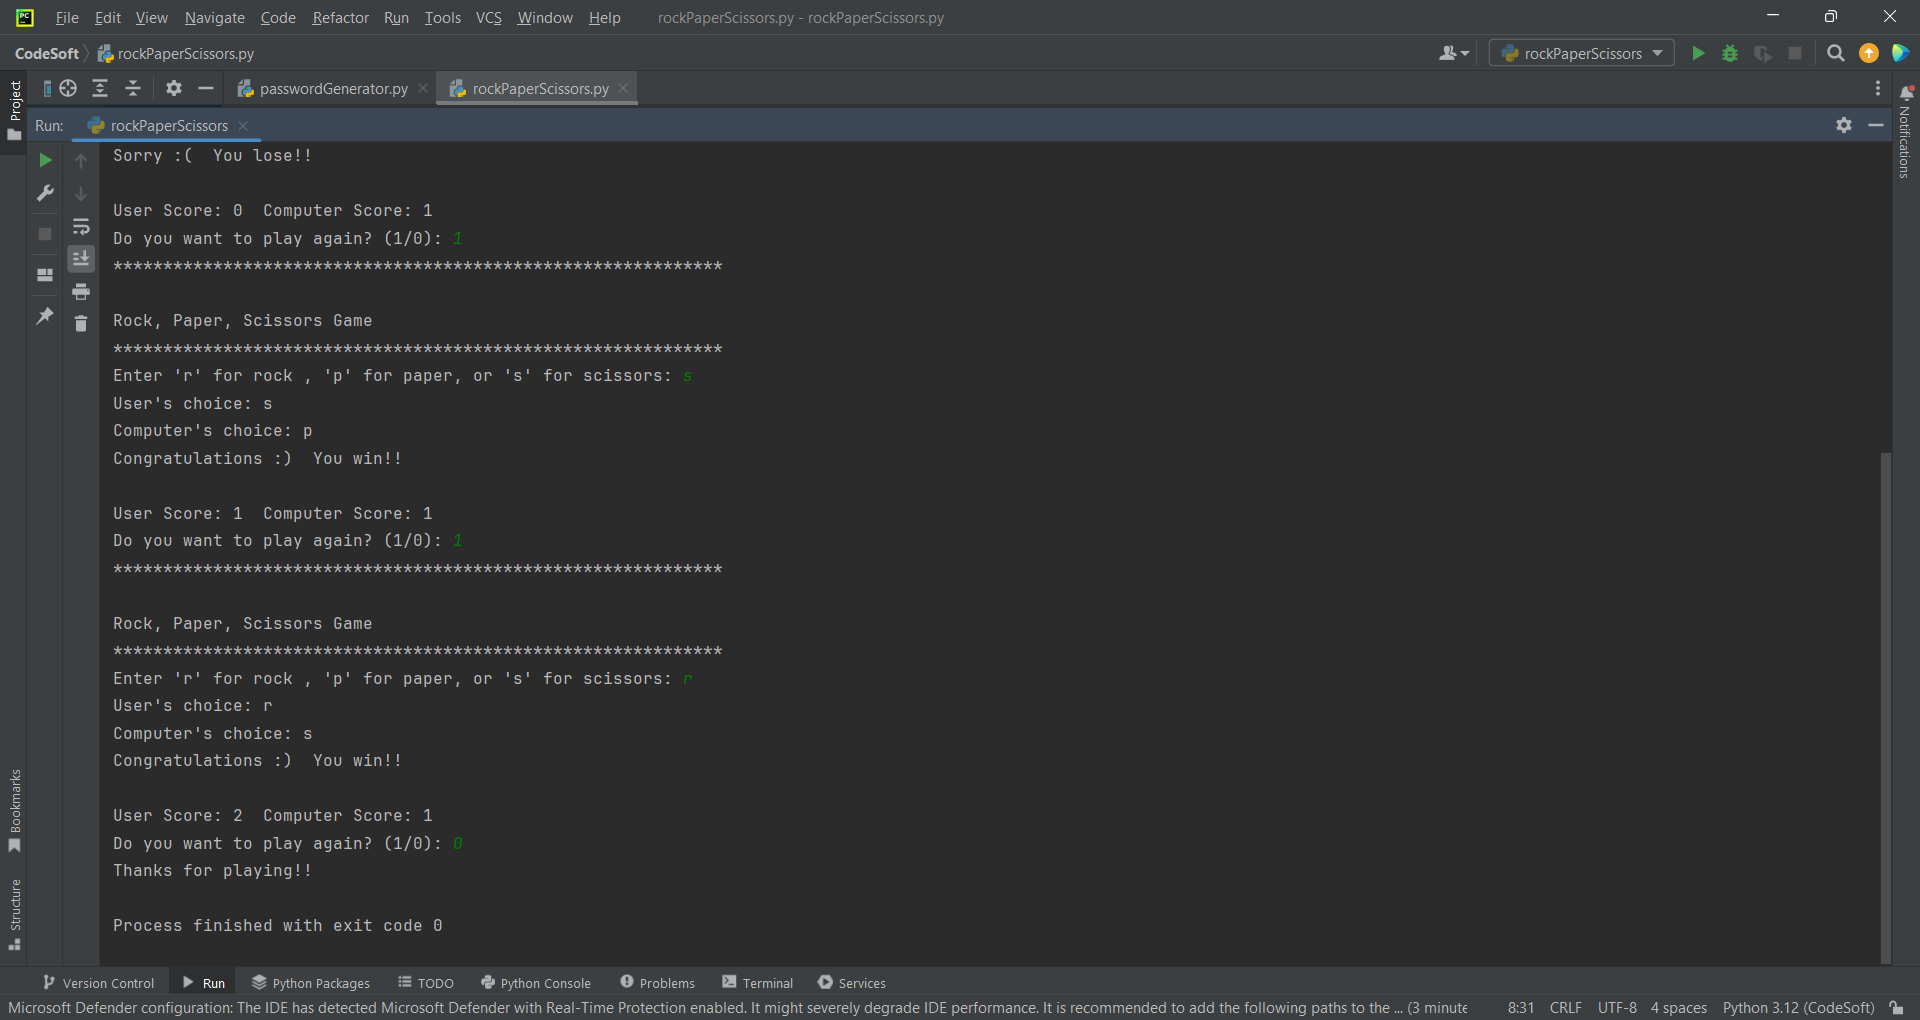 PC File Edit View Navigate Code Refactor Run Tools VCS Window Help rockPaperScissors.py - rockPaperScissors.py
CodeSoft rockPaperScissors.py rockPaperScissors
Project passwordGenerator.py rockPaperScissors.py
Run: rockPaperScissors
Notifications
Sorry :(  You lose!!
User Score: 0  Computer Score: 1
Do you want to play again? (1/0): 1
*************************************************************
Rock, Paper, Scissors Game
*************************************************************
Enter 'r' for rock , 'p' for paper, or 's' for scissors: s
User's choice: s
Computer's choice: p
Congratulations :)  You win!!
User Score: 1  Computer Score: 1
Do you want to play again? (1/0): 1
*************************************************************
Rock, Paper, Scissors Game
*************************************************************
Enter 'r' for rock , 'p' for paper, or 's' for scissors: r
User's choice: r
Computer's choice: s
Congratulations :)  You win!!
User Score: 2  Computer Score: 1
Do you want to play again? (1/0): 0
Thanks for playing!!
Process finished with exit code 0
Bookmarks
Structure
Version Control Run Python Packages TODO Python Console Problems Terminal Services
Microsoft Defender configuration: The IDE has detected Microsoft Defender with Real-Time Protection enabled. It might severely degrade IDE performance. It is recommended to add the following paths to the ... (3 minute 8:31 CRLF UTF-8 4 spaces Python 3.12 (CodeSoft)